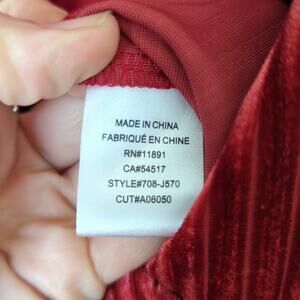 MADE IN CHINA
FABRIQUÉ EN CHINE
RN#11891
CA#54517
STYLE#708-J570
CUT#A06050